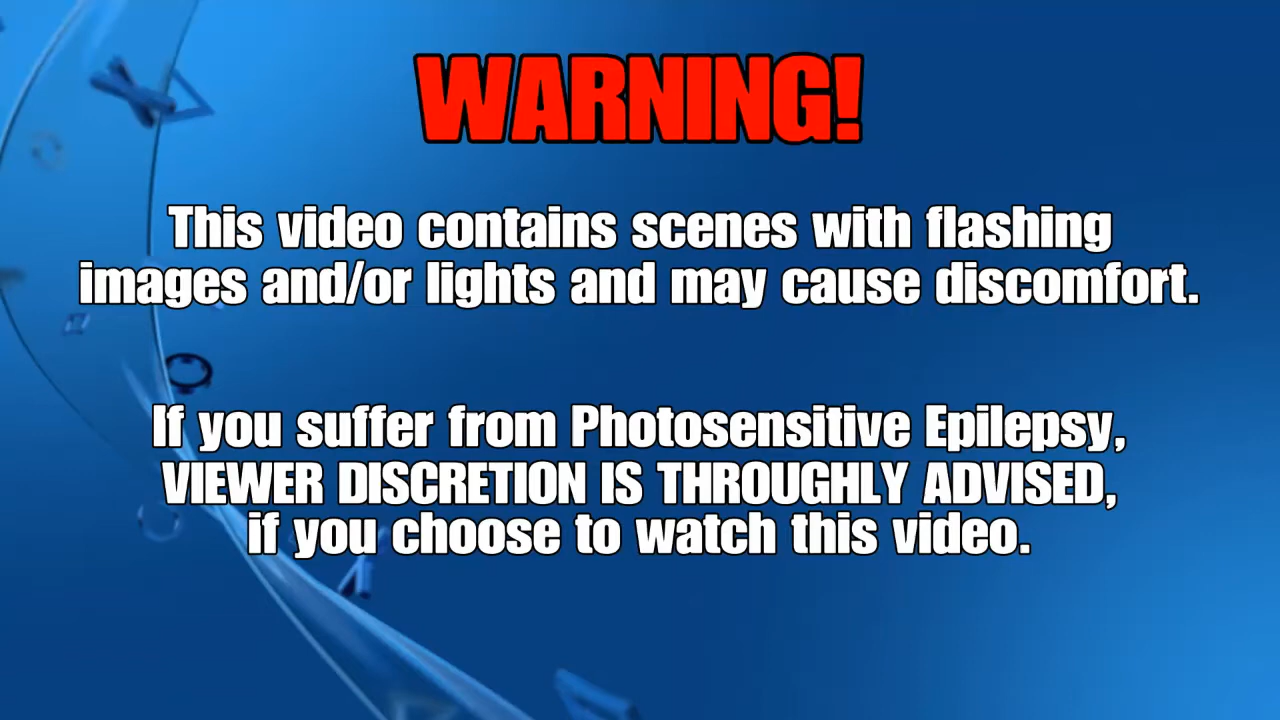 WARNING!
This video contains scenes with flashing
images and/or lights and may cause discomfort.
If you suffer from Photosensitive Epilepsy,
VIEWER DISCRETION IS THROUGHLY ADVISED,
if you choose to watch this video.